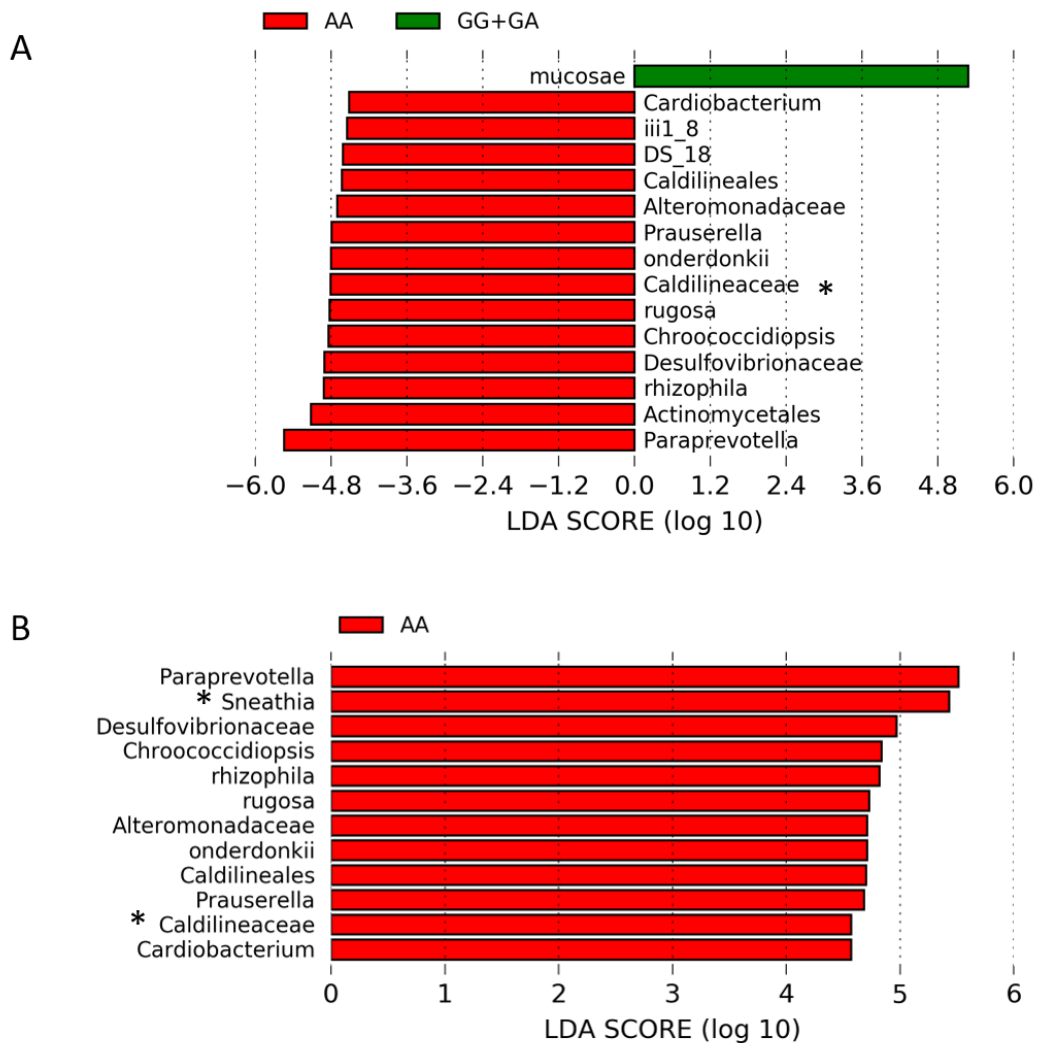 AA GG+GA
A
mucosae
Cardiobacterium
iii1_8
DS_18
Caldilineales
Alteromonadaceae
Prauserella
onderdonkii
Caldilineaceae *
rugosa
Chroococcidiopsis
Desulfovibrionaceae
rhizophila
Actinomycetales
Paraprevotella
−6.0 −4.8 −3.6 −2.4 −1.2 0.0 1.2 2.4 3.6 4.8 6.0
LDA SCORE (log 10)
B
AA
Paraprevotella
* Sneathia
Desulfovibrionaceae
Chroococcidiopsis
rhizophila
rugosa
Alteromonadaceae
onderdonkii
Caldilineales
Prauserella
* Caldilineaceae
Cardiobacterium
0 1 2 3 4 5 6
LDA SCORE (log 10)